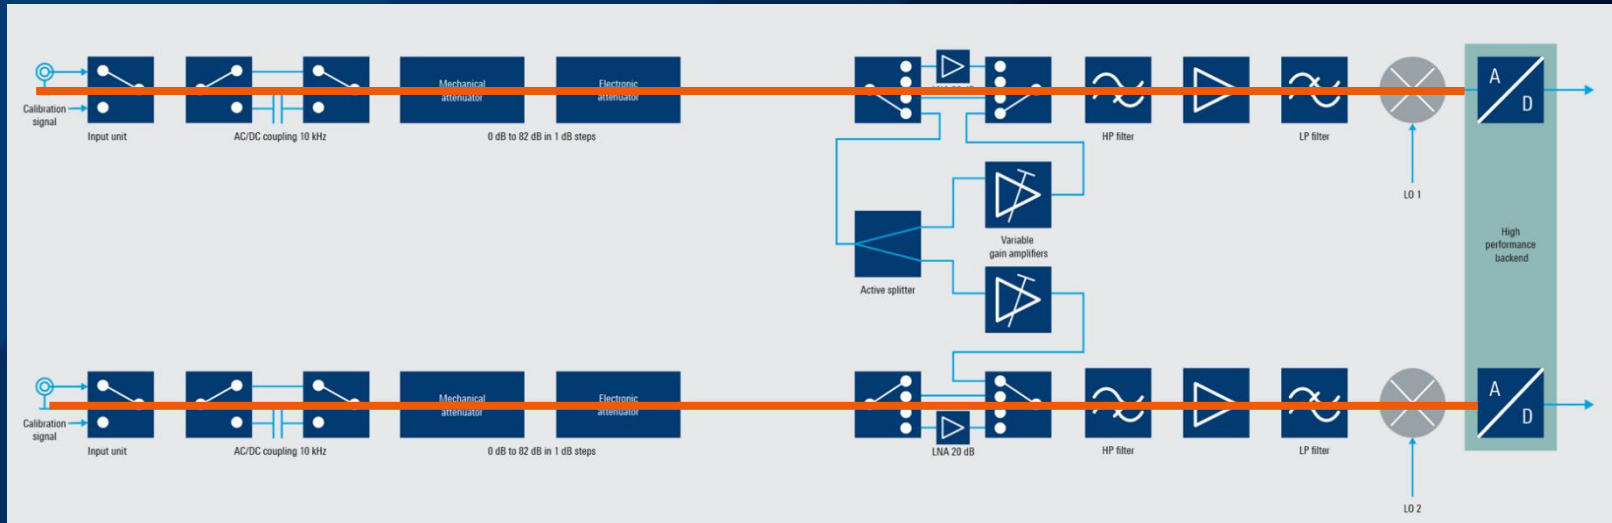 Calibration
signal
Input unit
AC/DC coupling 10 kHz
Mechanical
attenuator
Electronic
attenuator
0 dB to 82 dB in 1 dB steps
HP filter
LP filter
LO 1
A
D
Active splitter
Variable
gain amplifiers
High
performance
backend
Calibration
signal
Input unit
AC/DC coupling 10 kHz
Mechanical
attenuator
Electronic
attenuator
0 dB to 82 dB in 1 dB steps
LNA 20 dB
HP filter
LP filter
LO 2
A
D